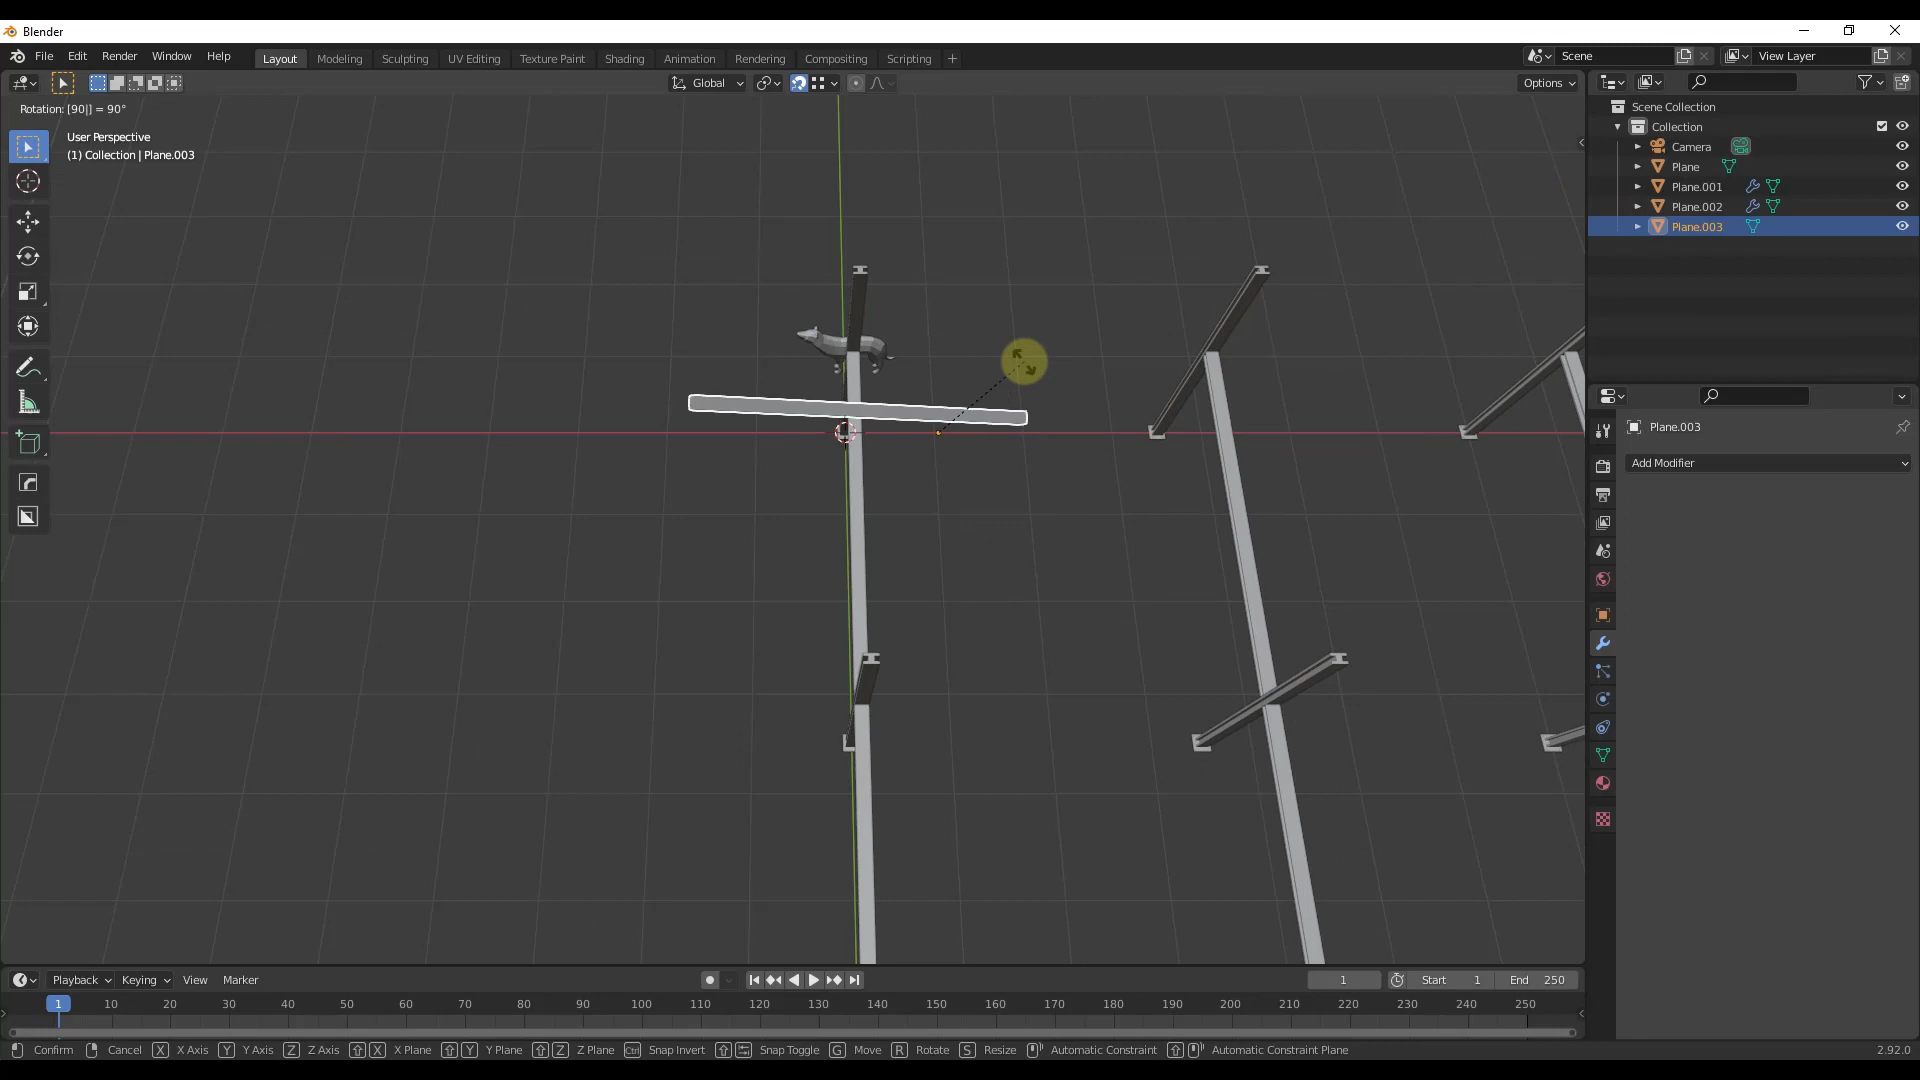 Blender
File Edit Render Window Help Layout Modeling Sculpting UV Editing Texture Paint Shading Animation Rendering Compositing Scripting + Scene View Layer
Global Options
Rotation: [90|] = 90°
User Perspective
(1) Collection | Plane.003
Scene Collection
Collection
Camera
Plane
Plane.001
Plane.002
Plane.003
Plane.003
Add Modifier
Playback Keying View Marker 1 Start 1 End 250
1 10 20 30 40 50 60 70 80 90 100 110 120 130 140 150 160 170 180 190 200 210 220 230 240 250
Confirm Cancel X X Axis Y Y Axis Z Z Axis X X Plane Y Y Plane Z Z Plane Ctrl Snap Invert Snap Toggle G Move R Rotate S Resize Automatic Constraint Automatic Constraint Plane 2.92.0